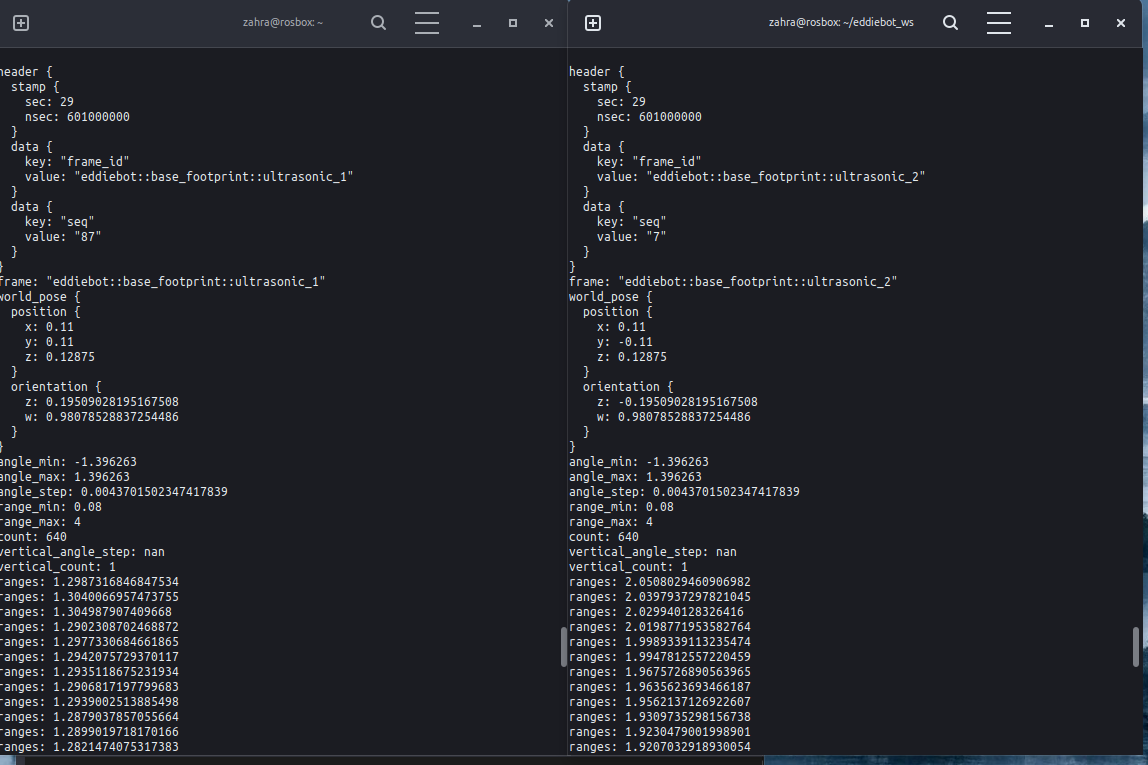 zahra@rosbox: ~
header {
  stamp {
    sec: 29
    nsec: 601000000
  }
  data {
    key: "frame_id"
    value: "eddiebot::base_footprint::ultrasonic_1"
  }
  data {
    key: "seq"
    value: "87"
  }
}
frame: "eddiebot::base_footprint::ultrasonic_1"
world_pose {
  position {
    x: 0.11
    y: 0.11
    z: 0.12875
  }
  orientation {
    z: 0.19509028195167508
    w: 0.98078528837254486
  }
}
angle_min: -1.396263
angle_max: 1.396263
angle_step: 0.0043701502347417839
range_min: 0.08
range_max: 4
count: 640
vertical_angle_step: nan
vertical_count: 1
ranges: 1.2987316846847534
ranges: 1.3040066957473755
ranges: 1.304987907409668
ranges: 1.2902308702468872
ranges: 1.2977330684661865
ranges: 1.2942075729370117
ranges: 1.2935118675231934
ranges: 1.2906817197799683
ranges: 1.2939002513885498
ranges: 1.2879037857055664
ranges: 1.2899019718170166
ranges: 1.2821474075317383
zahra@rosbox: ~/eddiebot_ws
header {
  stamp {
    sec: 29
    nsec: 601000000
  }
  data {
    key: "frame_id"
    value: "eddiebot::base_footprint::ultrasonic_2"
  }
  data {
    key: "seq"
    value: "7"
  }
}
frame: "eddiebot::base_footprint::ultrasonic_2"
world_pose {
  position {
    x: 0.11
    y: -0.11
    z: 0.12875
  }
  orientation {
    z: -0.19509028195167508
    w: 0.98078528837254486
  }
}
angle_min: -1.396263
angle_max: 1.396263
angle_step: 0.0043701502347417839
range_min: 0.08
range_max: 4
count: 640
vertical_angle_step: nan
vertical_count: 1
ranges: 2.0508029460906982
ranges: 2.0397937297821045
ranges: 2.029940128326416
ranges: 2.0198771953582764
ranges: 1.9989339113235474
ranges: 1.9947812557220459
ranges: 1.9675726890563965
ranges: 1.9635623693466187
ranges: 1.9562137126922607
ranges: 1.9309735298156738
ranges: 1.9230479001998901
ranges: 1.9207032918930054